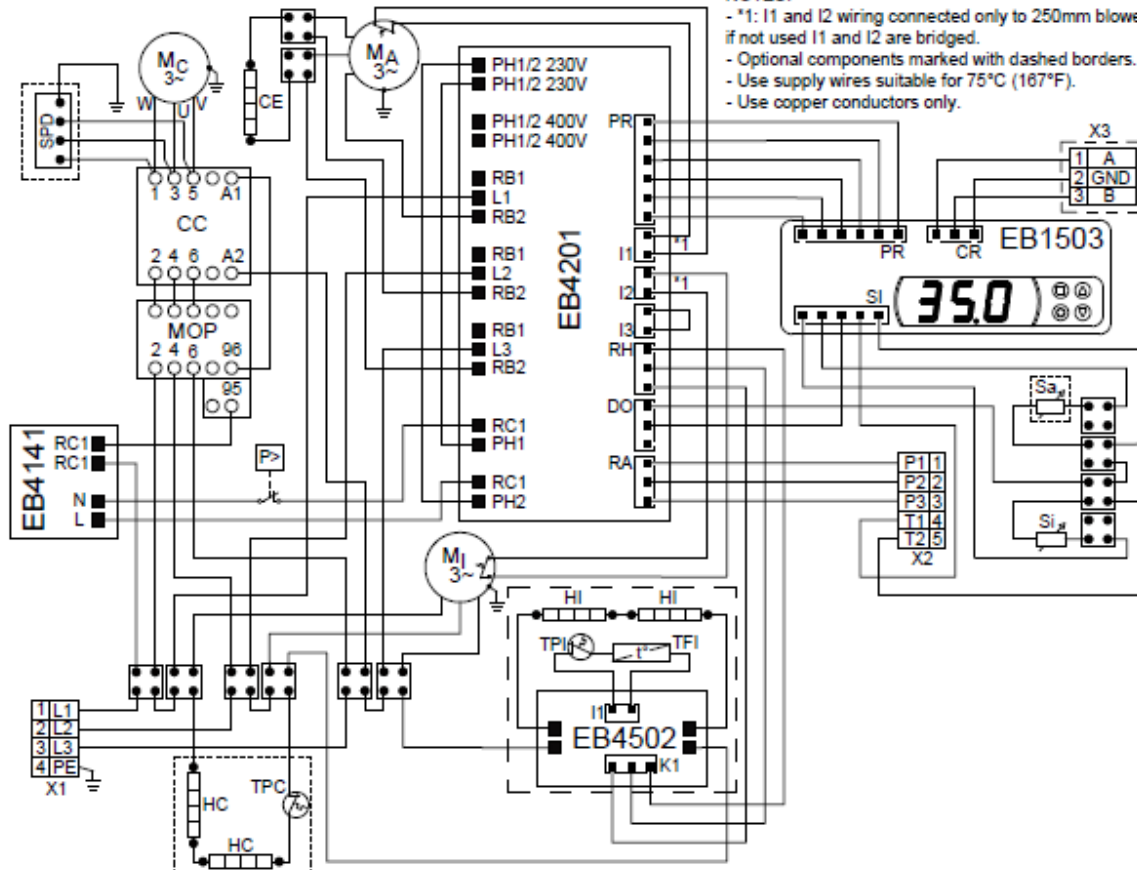 - *1: I1 and I2 wiring connected only to 250mm blowe
if not used I1 and I2 are bridged.
- Optional components marked with dashed borders.
- Use supply wires suitable for 75°C (167°F).
- Use copper conductors only.
MC
3~
W
U
V
SPD
CE
MA
3~
1 3 5 A1
CC
2 4 6 A2
MOP
2 4 6 96
95
EB4141
RC1
RC1
N
L
P>
EB4201
PH1/2 230V
PH1/2 230V
PH1/2 400V
PH1/2 400V
RB1
L1
RB2
RB1
L2
RB2
RB1
L3
RB2
RC1
PH1
RC1
PH2
PR
I1
*1
I2
*1
I3
RH
DO
RA
X3
1 A
2 GND
3 B
EB1503
PR
CR
SI
35.0
Sa
Si
P1 1
P2 2
P3 3
T1 4
T2 5
X2
MI
3~
HI
HI
TPI
t°
TFI
I1
EB4502
K1
1 L1
2 L2
3 L3
4 PE
X1
HC
TPC
HC